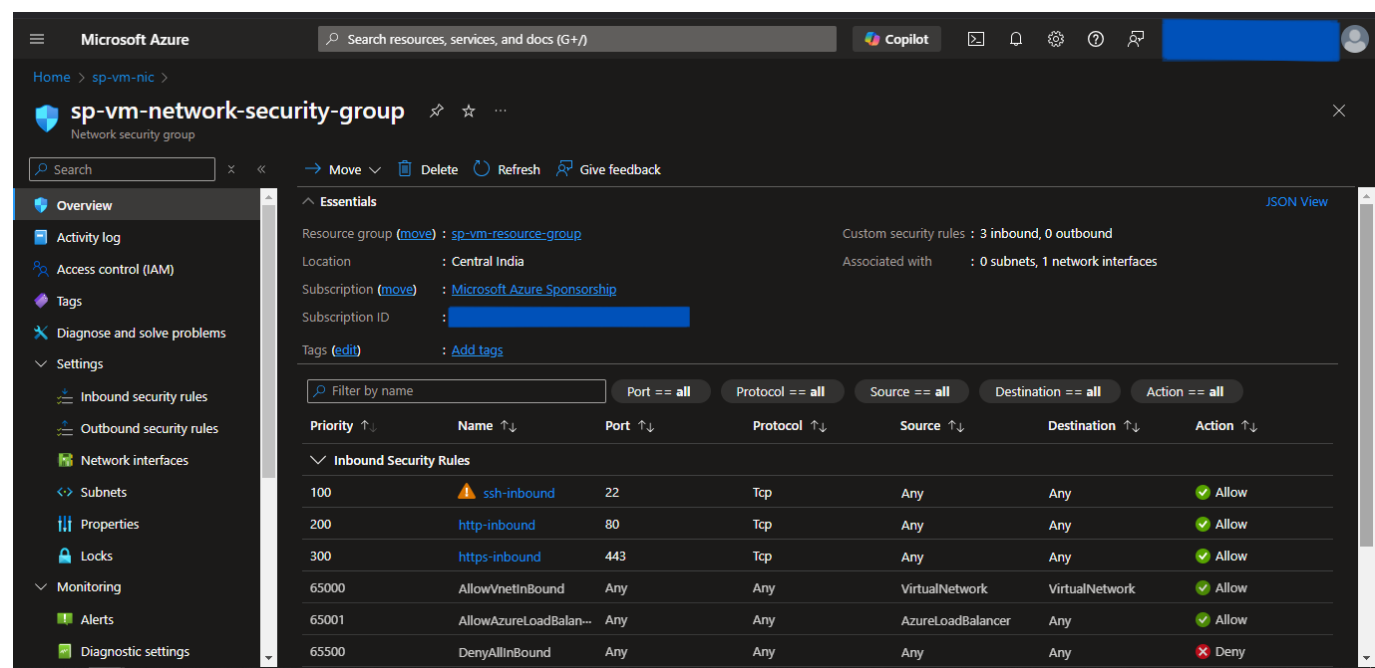 Microsoft Azure
Search resources, services, and docs (G+/)
Copilot
Home > sp-vm-nic >
sp-vm-network-security-group
Network security group
Search
Move
Delete
Refresh
Give feedback
Overview
Activity log
Access control (IAM)
Tags
Diagnose and solve problems
Settings
Inbound security rules
Outbound security rules
Network interfaces
Subnets
Properties
Locks
Monitoring
Alerts
Diagnostic settings
Essentials
JSON View
Resource group (move) : sp-vm-resource-group
Location : Central India
Subscription (move) : Microsoft Azure Sponsorship
Subscription ID :
Tags (edit) : Add tags
Custom security rules : 3 inbound, 0 outbound
Associated with : 0 subnets, 1 network interfaces
Filter by name
Port == all
Protocol == all
Source == all
Destination == all
Action == all
Priority Name Port Protocol Source Destination Action
Inbound Security Rules
100 ssh-inbound 22 Tcp Any Any Allow
200 http-inbound 80 Tcp Any Any Allow
300 https-inbound 443 Tcp Any Any Allow
65000 AllowVnetInBound Any Any VirtualNetwork VirtualNetwork Allow
65001 AllowAzureLoadBalan··· Any Any AzureLoadBalancer Any Allow
65500 DenyAllInBound Any Any Any Any Deny